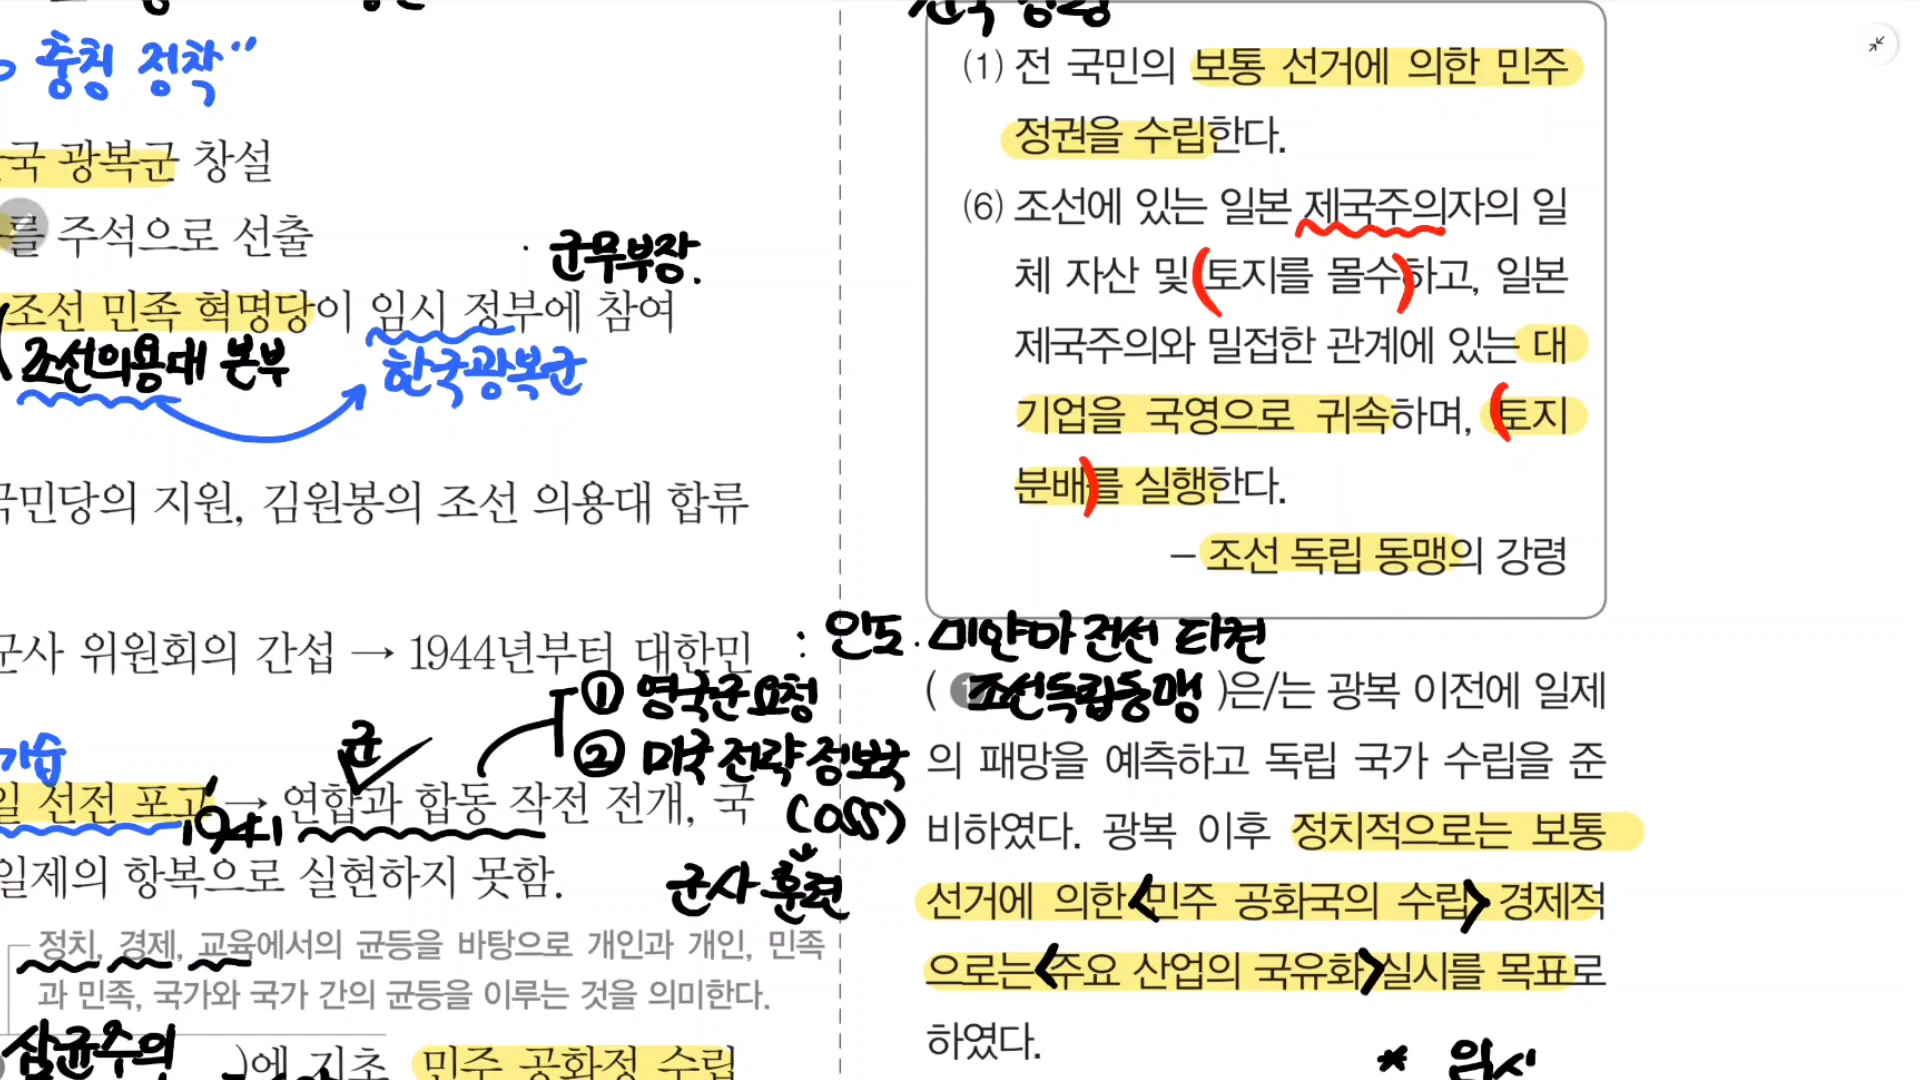 충칭 정착"
국 광복군 창설
를 주석으로 선출
· 군무부장.
조선 민족 혁명당이 임시 정부에 참여
조선의용대 본부
한국광복군
국민당의 지원, 김원봉의 조선 의용대 합류
군사 위원회의 간섭 → 1944년부터 대한민
: 인도·미얀마 전선 파견
① 영국군 요청
② 미국 전략 정보국
(OSS)
군사 훈련
기습
균
일 선전 포고 → 연합과 합동 작전 전개, 국
1941
일제의 항복으로 실현하지 못함.
정치, 경제, 교육에서의 균등을 바탕으로 개인과 개인, 민족
과 민족, 국가와 국가 간의 균등을 이루는 것을 의미한다.
삼균주의
)에 기초 민주 공화정 수립
(1) 전 국민의 보통 선거에 의한 민주
정권을 수립한다.
(6) 조선에 있는 일본 제국주의자의 일
체 자산 및 (토지를 몰수)하고, 일본
제국주의와 밀접한 관계에 있는 대
기업을 국영으로 귀속하며, (토지
분배)를 실행한다.
– 조선 독립 동맹의 강령
( 조선독립동맹 )은/는 광복 이전에 일제
의 패망을 예측하고 독립 국가 수립을 준
비하였다. 광복 이후 정치적으로는 보통
선거에 의한 <민주 공화국의 수립> 경제적
으로는 <주요 산업의 국유화> 실시를 목표로
하였다.
* 임시